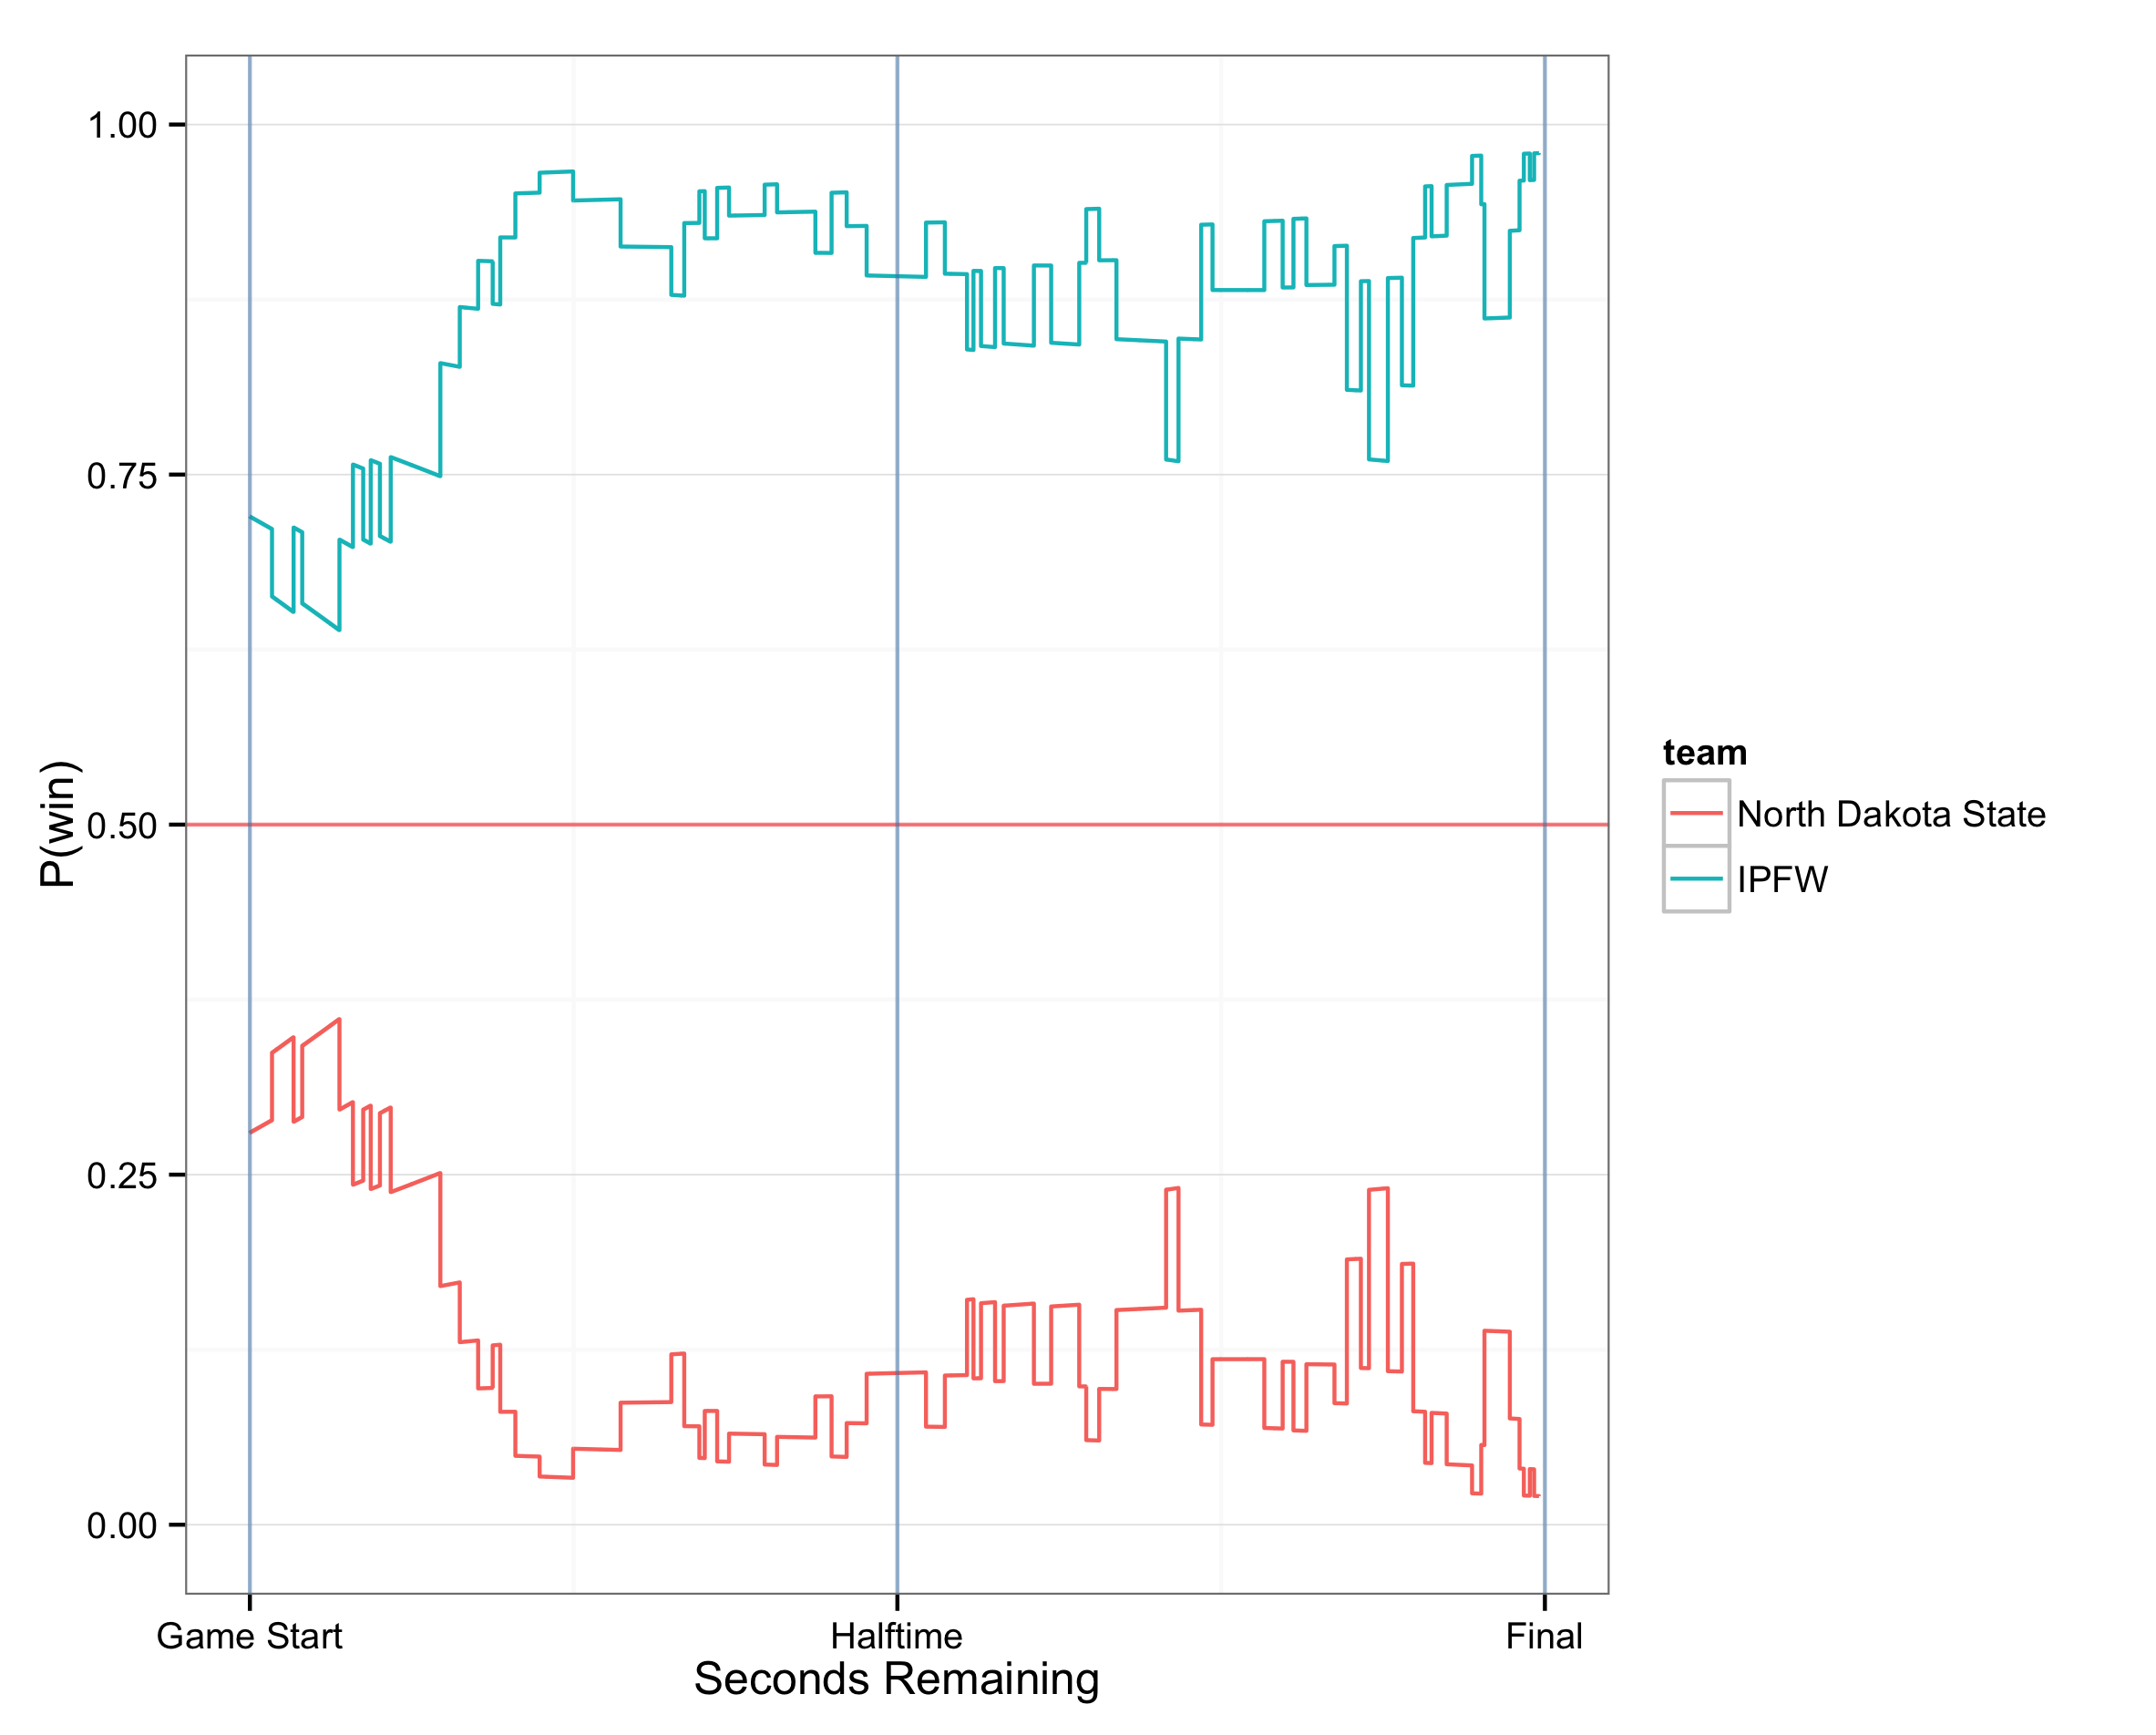 1.00
0.75
0.50
0.25
0.00
P(win)
Game Start
Halftime
Final
Seconds Remaining
team
North Dakota State
IPFW